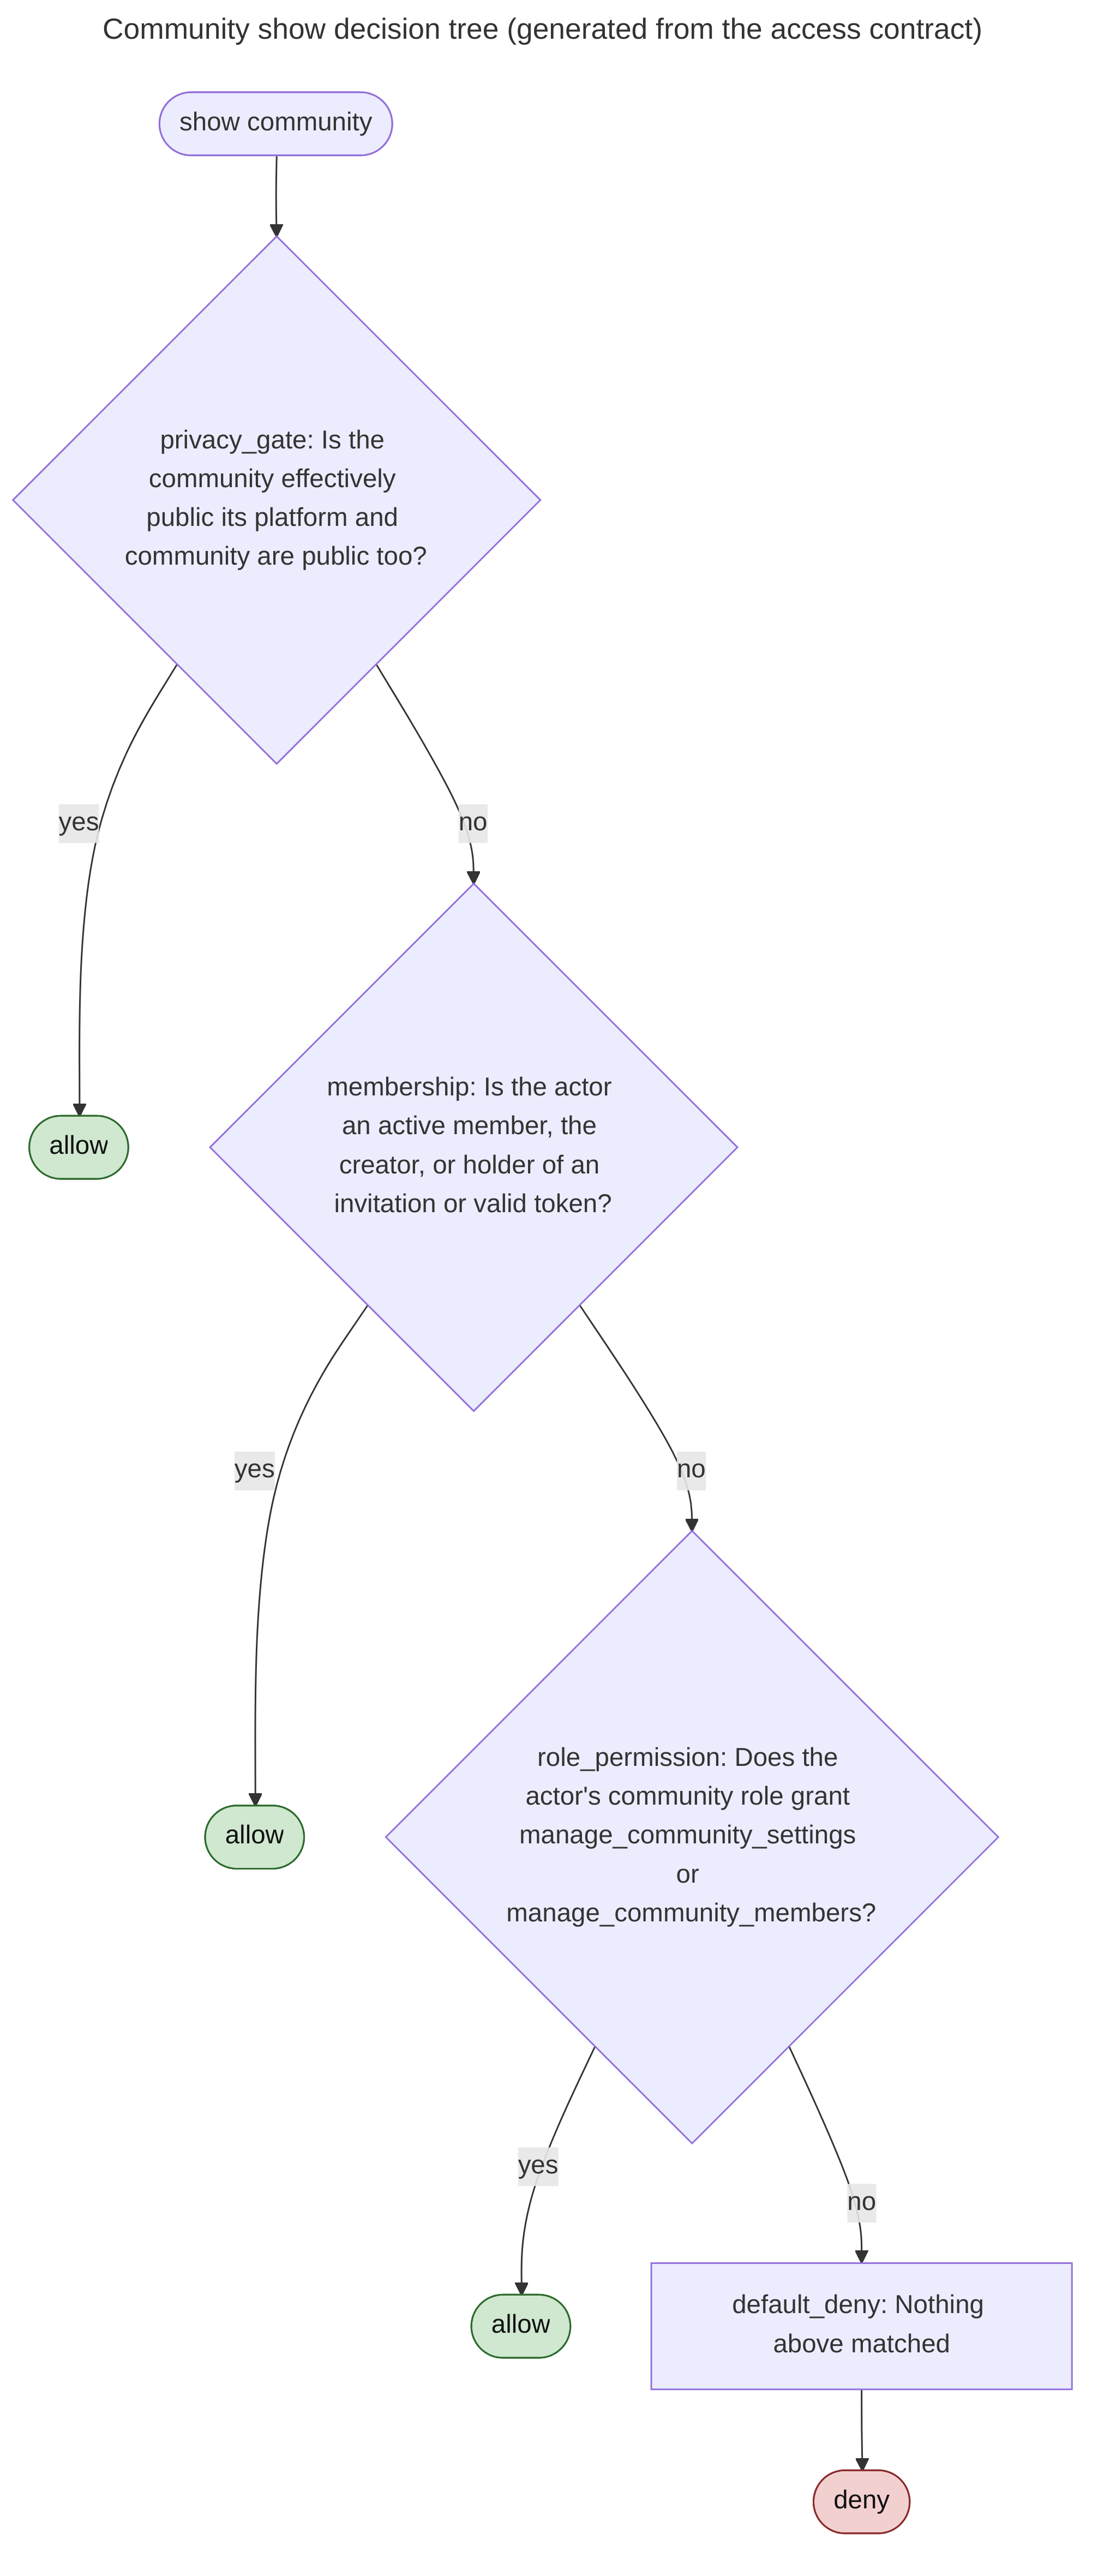 Community show decision tree (generated from the access contract)
show community
privacy_gate: Is the
community effectively
public its platform and
community are public too?
yes
no
allow
membership: Is the actor
an active member, the
creator, or holder of an
invitation or valid token?
yes
no
allow
role_permission: Does the
actor's community role grant
manage_community_settings
or
manage_community_members?
yes
no
allow
default_deny: Nothing
above matched
deny